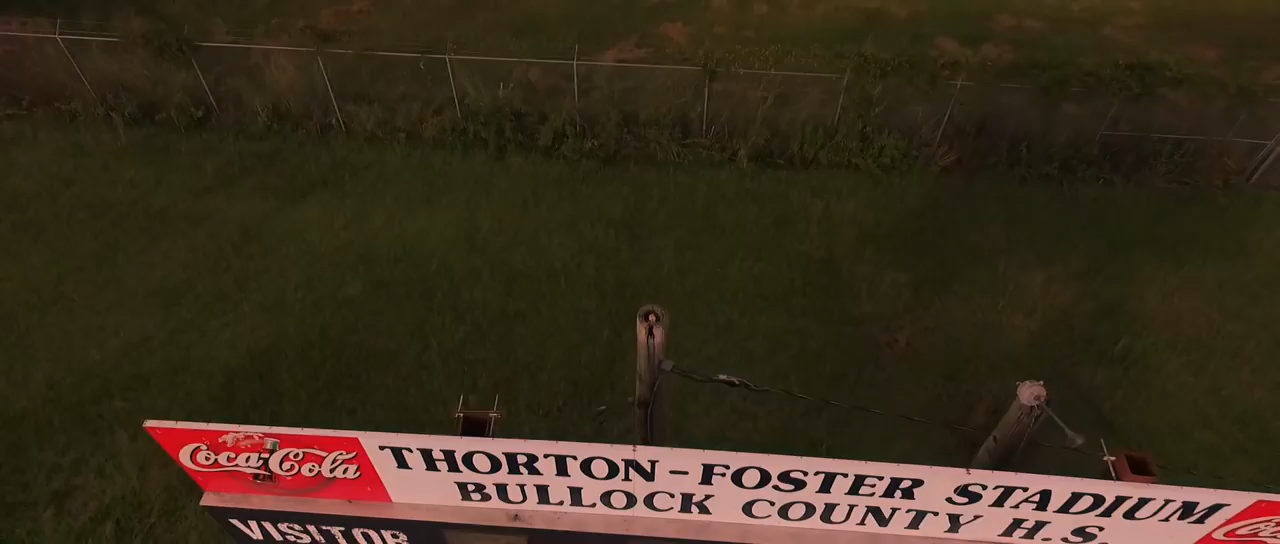 Coca-Cola
THORTON-FOSTER STADIUM
BULLOCK COUNTY H.S.
VISITOR